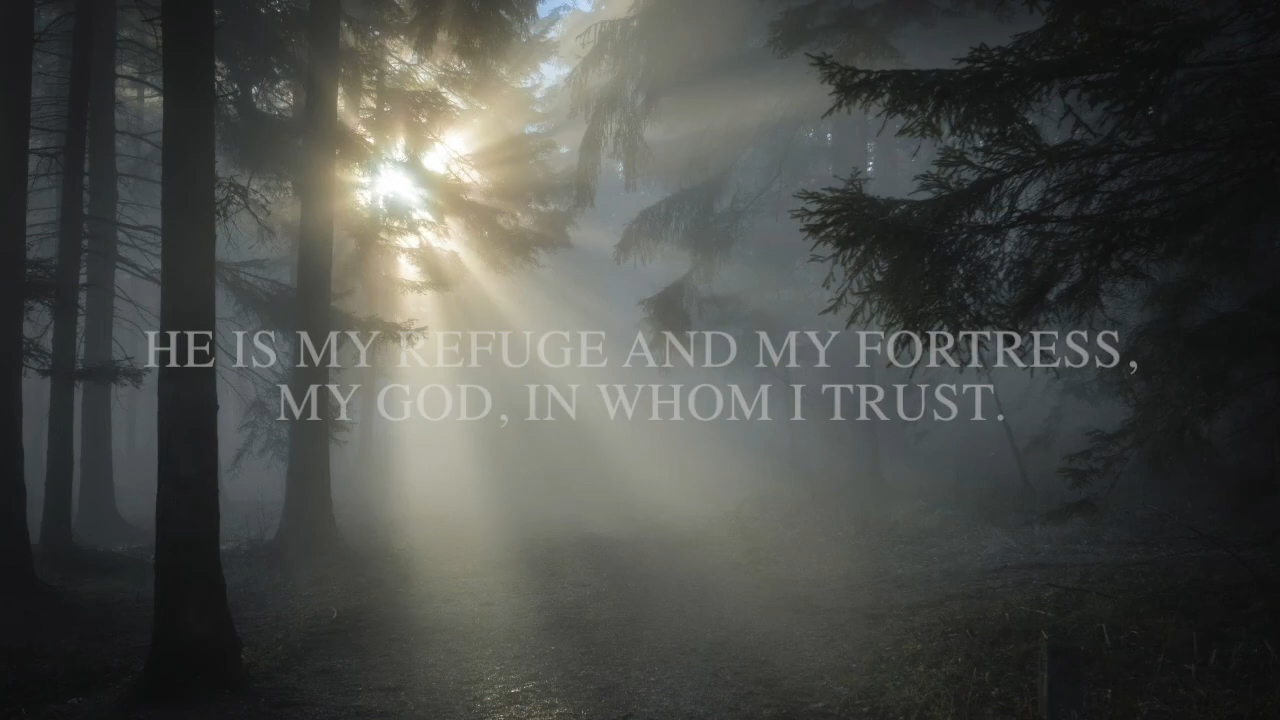 HE IS MY REFUGE AND MY FORTRESS,
MY GOD, IN WHOM I TRUST.